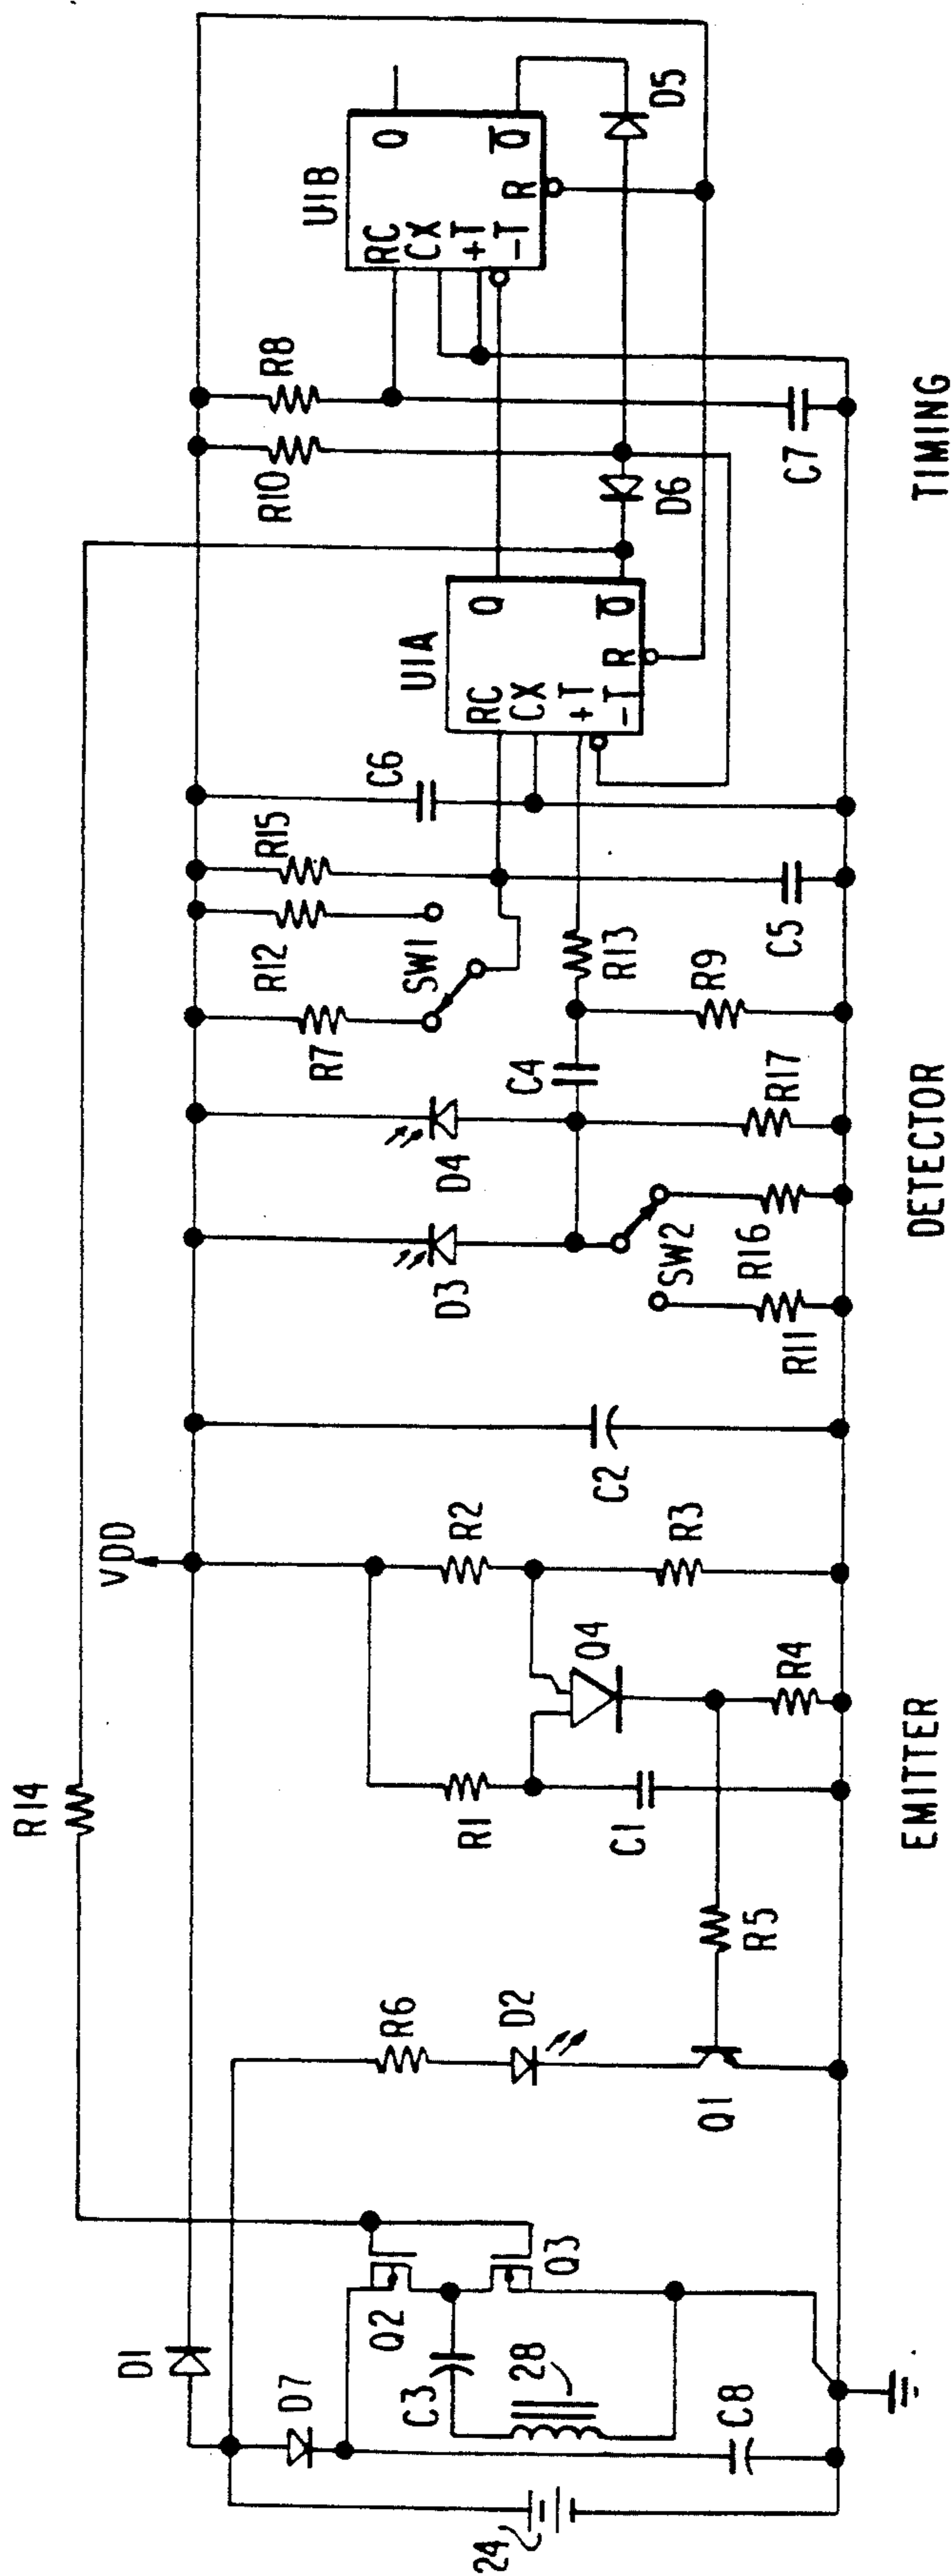 R14
VDD
D1
D7
24
C8
C3
28
Q2
Q3
R6
D2
Q1
R5
R1
C1
Q4
R4
R2
R3
C2
D3
D4
SW2
R11
R16
R17
C4
R9
R13
R7
R12
SW1
R15
C6
C5
U1A
RC
CX
+T
-T
R
Q
Q
D6
R10
R8
C7
U1B
RC
CX
+T
-T
R
Q
Q
D5
EMITTER
DETECTOR
TIMING